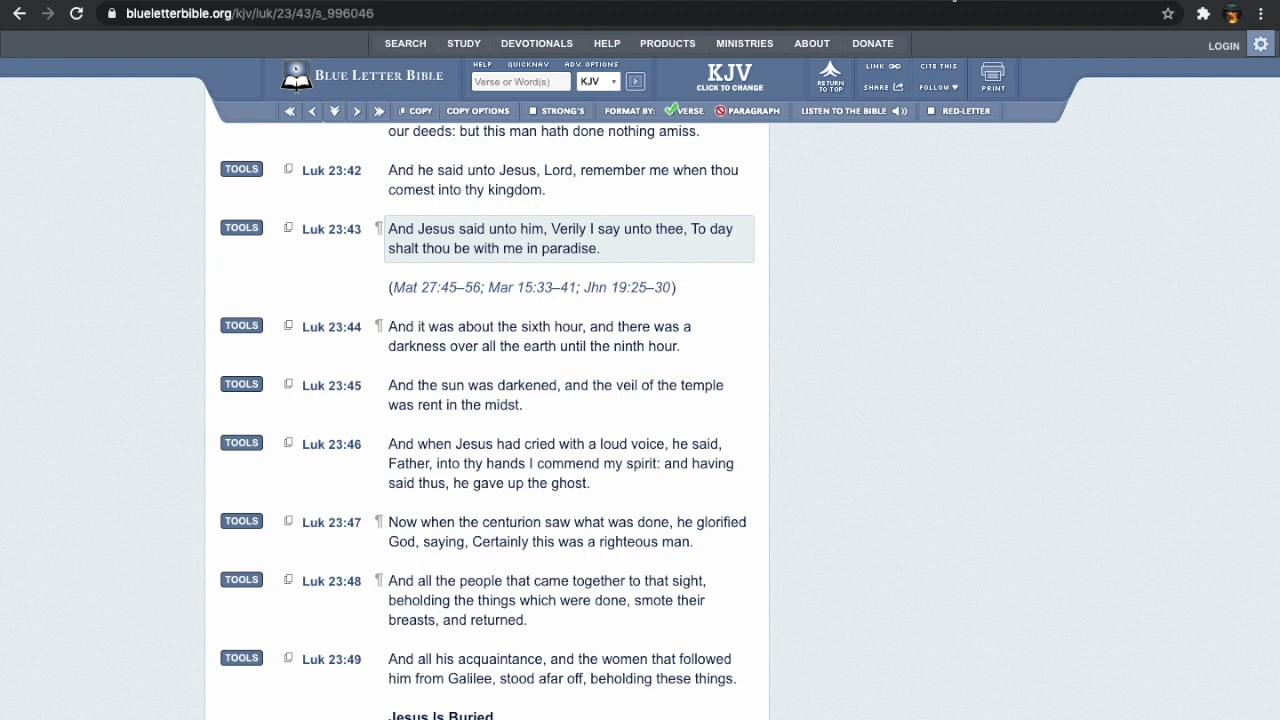 blueletterbible.org/kjv/luk/23/43/s_996046
SEARCH STUDY DEVOTIONALS HELP PRODUCTS MINISTRIES ABOUT DONATE
LOGIN
BLUE LETTER BIBLE
HELP QUICKNAV ADV. OPTIONS
Verse or Word(s) KJV
KJV
CLICK TO CHANGE
RETURN
TO TOP
LINK CITE THIS
SHARE FOLLOW
PRINT
COPY COPY OPTIONS STRONG'S FORMAT BY: VERSE PARAGRAPH LISTEN TO THE BIBLE RED-LETTER
our deeds: but this man hath done nothing amiss.
TOOLS Luk 23:42 And he said unto Jesus, Lord, remember me when thou
comest into thy kingdom.
TOOLS Luk 23:43 ¶ And Jesus said unto him, Verily I say unto thee, To day
shalt thou be with me in paradise.
(Mat 27:45–56; Mar 15:33–41; Jhn 19:25–30)
TOOLS Luk 23:44 ¶ And it was about the sixth hour, and there was a
darkness over all the earth until the ninth hour.
TOOLS Luk 23:45 And the sun was darkened, and the veil of the temple
was rent in the midst.
TOOLS Luk 23:46 And when Jesus had cried with a loud voice, he said,
Father, into thy hands I commend my spirit: and having
said thus, he gave up the ghost.
TOOLS Luk 23:47 ¶ Now when the centurion saw what was done, he glorified
God, saying, Certainly this was a righteous man.
TOOLS Luk 23:48 ¶ And all the people that came together to that sight,
beholding the things which were done, smote their
breasts, and returned.
TOOLS Luk 23:49 And all his acquaintance, and the women that followed
him from Galilee, stood afar off, beholding these things.
Jesus Is Buried